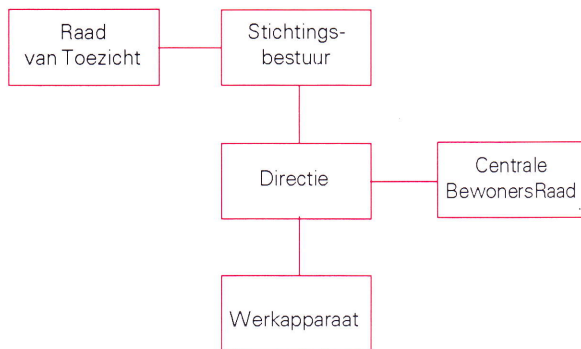 Raad
van Toezicht
Stichtings-
bestuur
Directie
Centrale
BewonersRaad
Werkapparaat